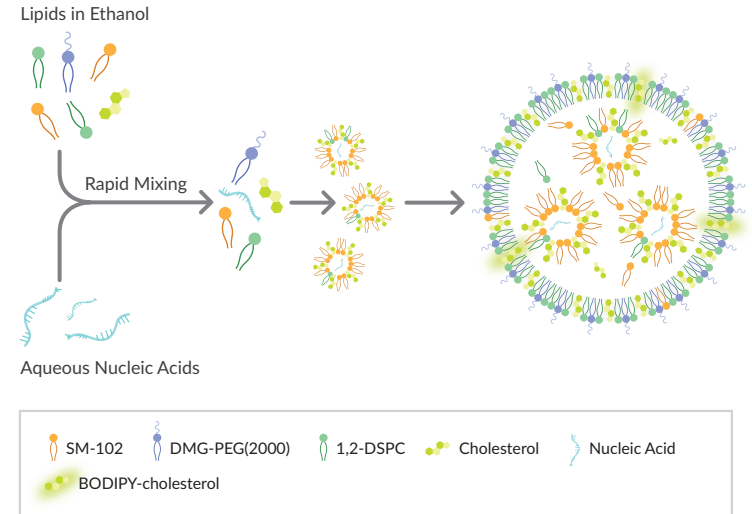 Lipids in Ethanol
Rapid Mixing
Aqueous Nucleic Acids
SM-102 DMG-PEG(2000) 1,2-DSPC Cholesterol Nucleic Acid
BODIPY-cholesterol